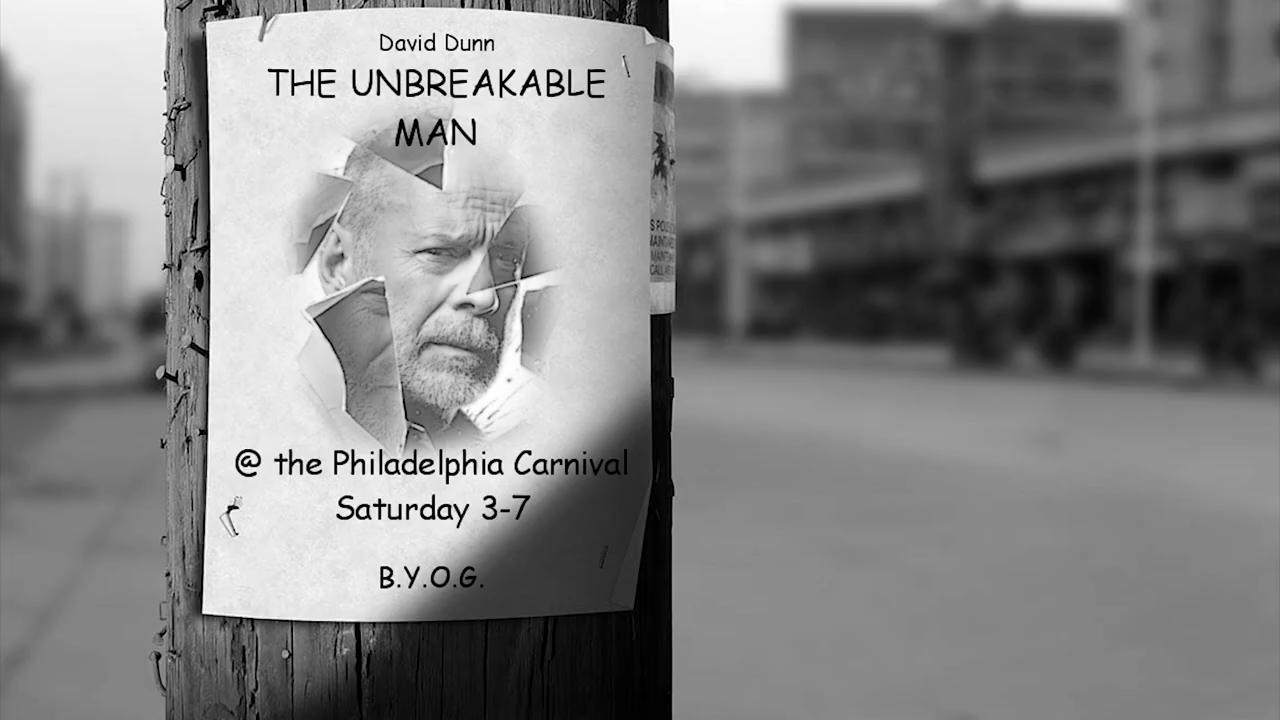 David Dunn
THE UNBREAKABLE
MAN
@ the Philadelphia Carnival
Saturday 3-7
B.Y.O.G.